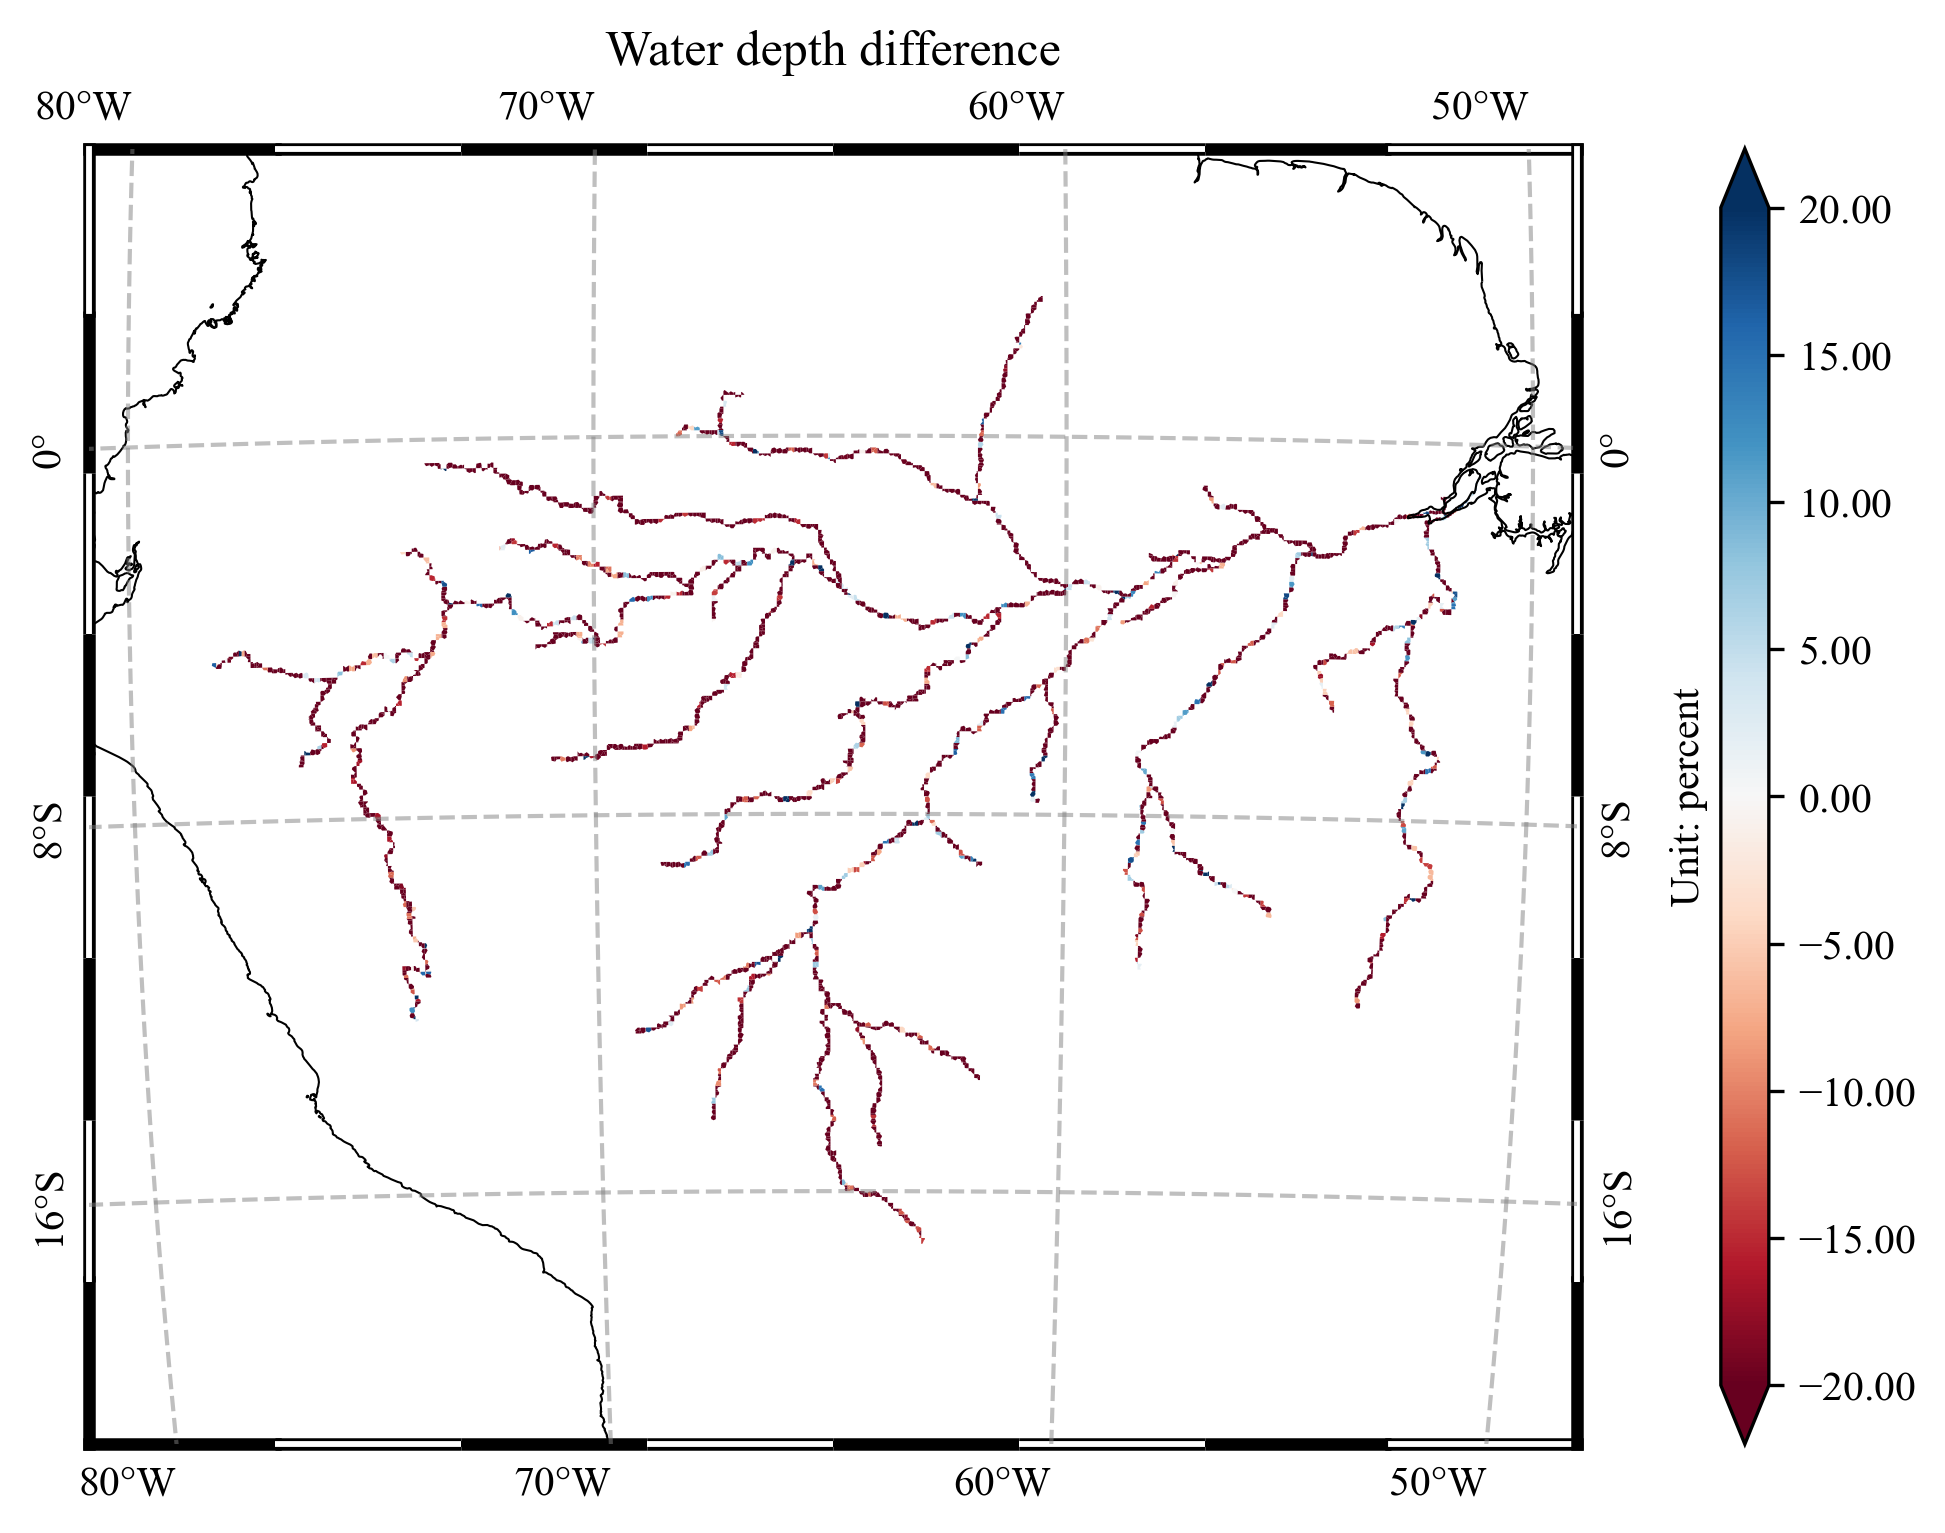 Water depth difference
80°W 70°W 60°W 50°W
0° 0°
8°S 8°S
16°S 16°S
80°W 70°W 60°W 50°W
20.00
15.00
10.00
5.00
0.00
−5.00
−10.00
−15.00
−20.00
Unit: percent